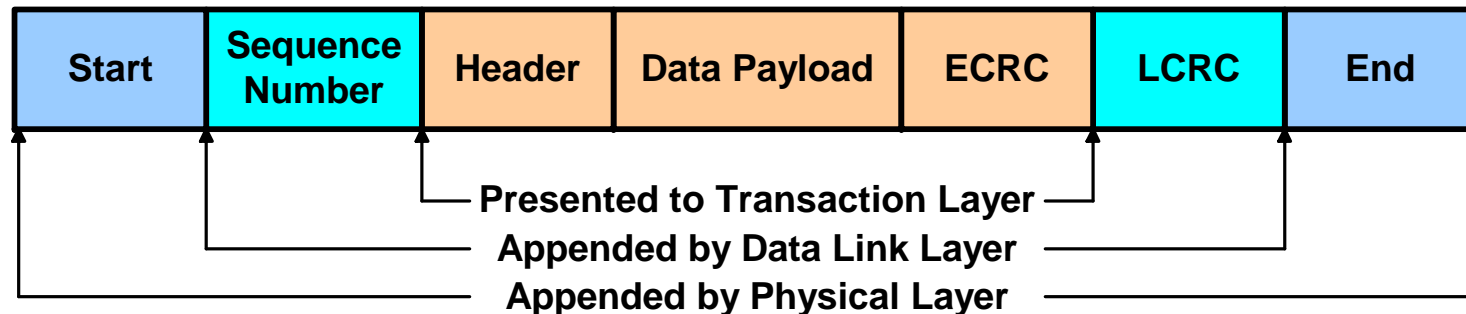 Start
Sequence
Number
Header
Data Payload
ECRC
LCRC
End
Presented to Transaction Layer
Appended by Data Link Layer
Appended by Physical Layer